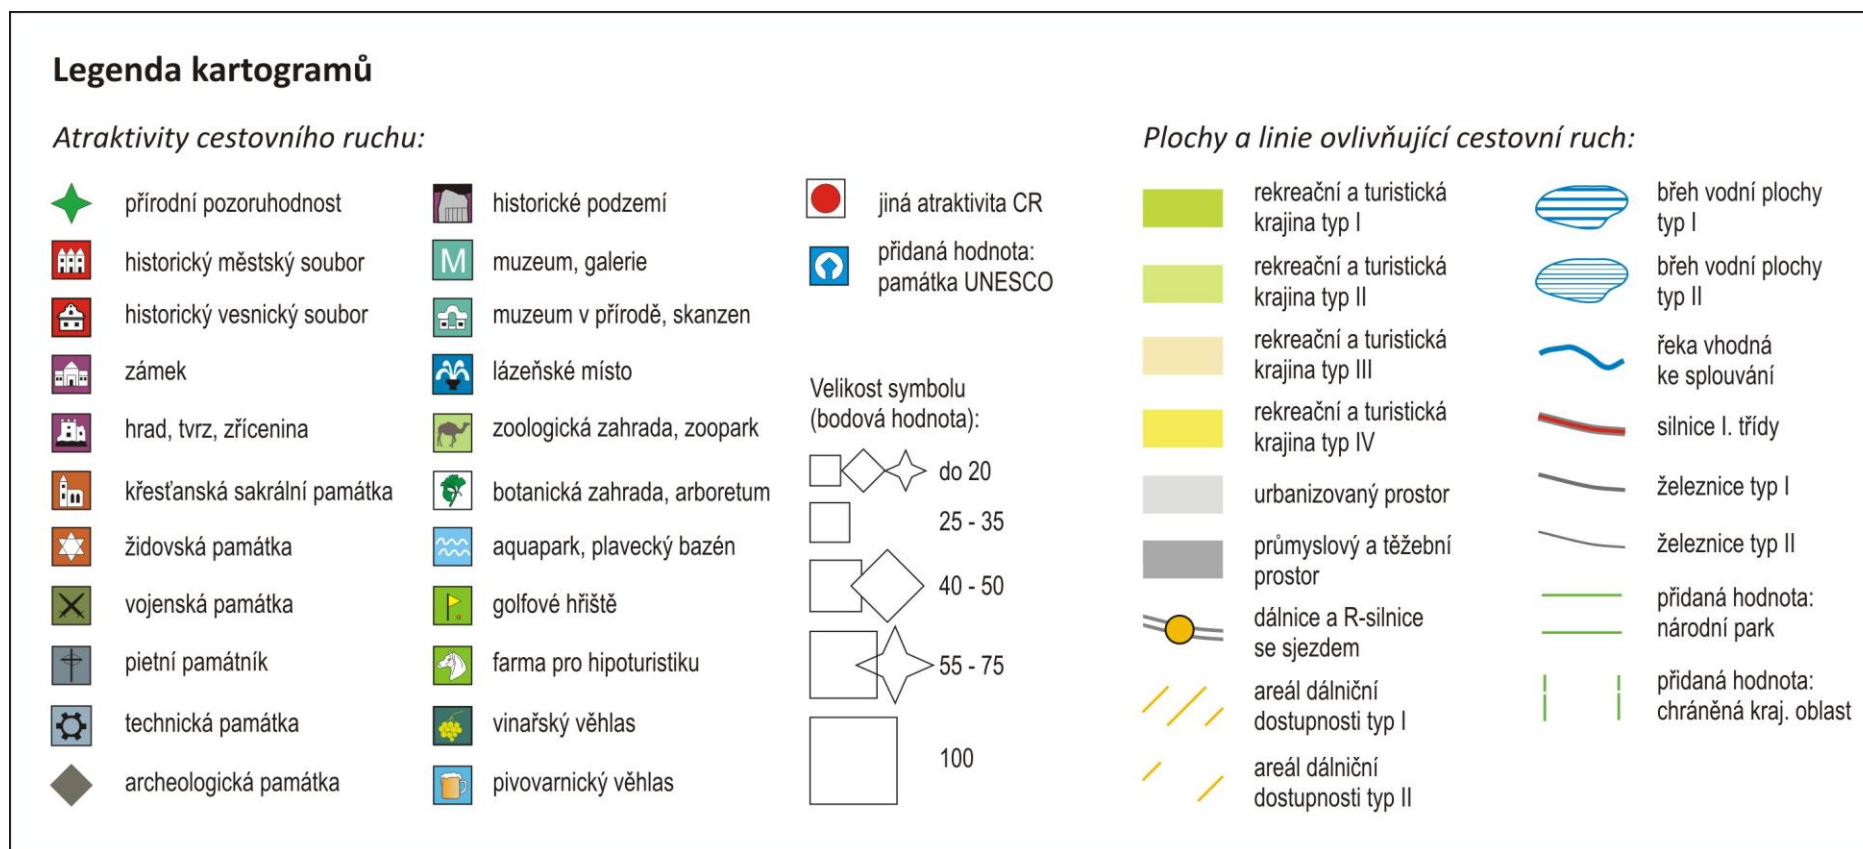 Legenda kartogramů
Atraktivity cestovního ruchu:
přírodní pozoruhodnost
historický městský soubor
historický vesnický soubor
zámek
hrad, tvrz, zřícenina
křesťanská sakrální památka
židovská památka
vojenská památka
pietní památník
technická památka
archeologická památka
historické podzemí
M
muzeum, galerie
muzeum v přírodě, skanzen
lázeňské místo
zoologická zahrada, zoopark
botanická zahrada, arboretum
aquapark, plavecký bazén
golfové hřiště
farma pro hipoturistiku
vinařský věhlas
pivovarnický věhlas
jiná atraktivita CR
přidaná hodnota:
památka UNESCO
Velikost symbolu
(bodová hodnota):
do 20
25 - 35
40 - 50
55 - 75
100
Plochy a linie ovlivňující cestovní ruch:
rekreační a turistická
krajina typ I
rekreační a turistická
krajina typ II
rekreační a turistická
krajina typ III
rekreační a turistická
krajina typ IV
urbanizovaný prostor
průmyslový a těžební
prostor
dálnice a R-silnice
se sjezdem
areál dálniční
dostupnosti typ I
areál dálniční
dostupnosti typ II
břeh vodní plochy
typ I
břeh vodní plochy
typ II
řeka vhodná
ke splouvání
silnice I. třídy
železnice typ I
železnice typ II
přidaná hodnota:
národní park
přidaná hodnota:
chráněná kraj. oblast